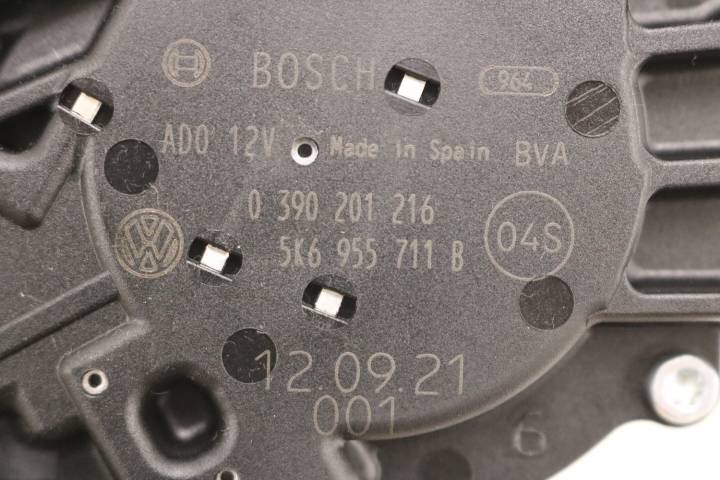 BOSCH 964
AD0 12V Made in Spain BVA
0 390 201 216
5K6 955 711 B 04S
12.09.21
001